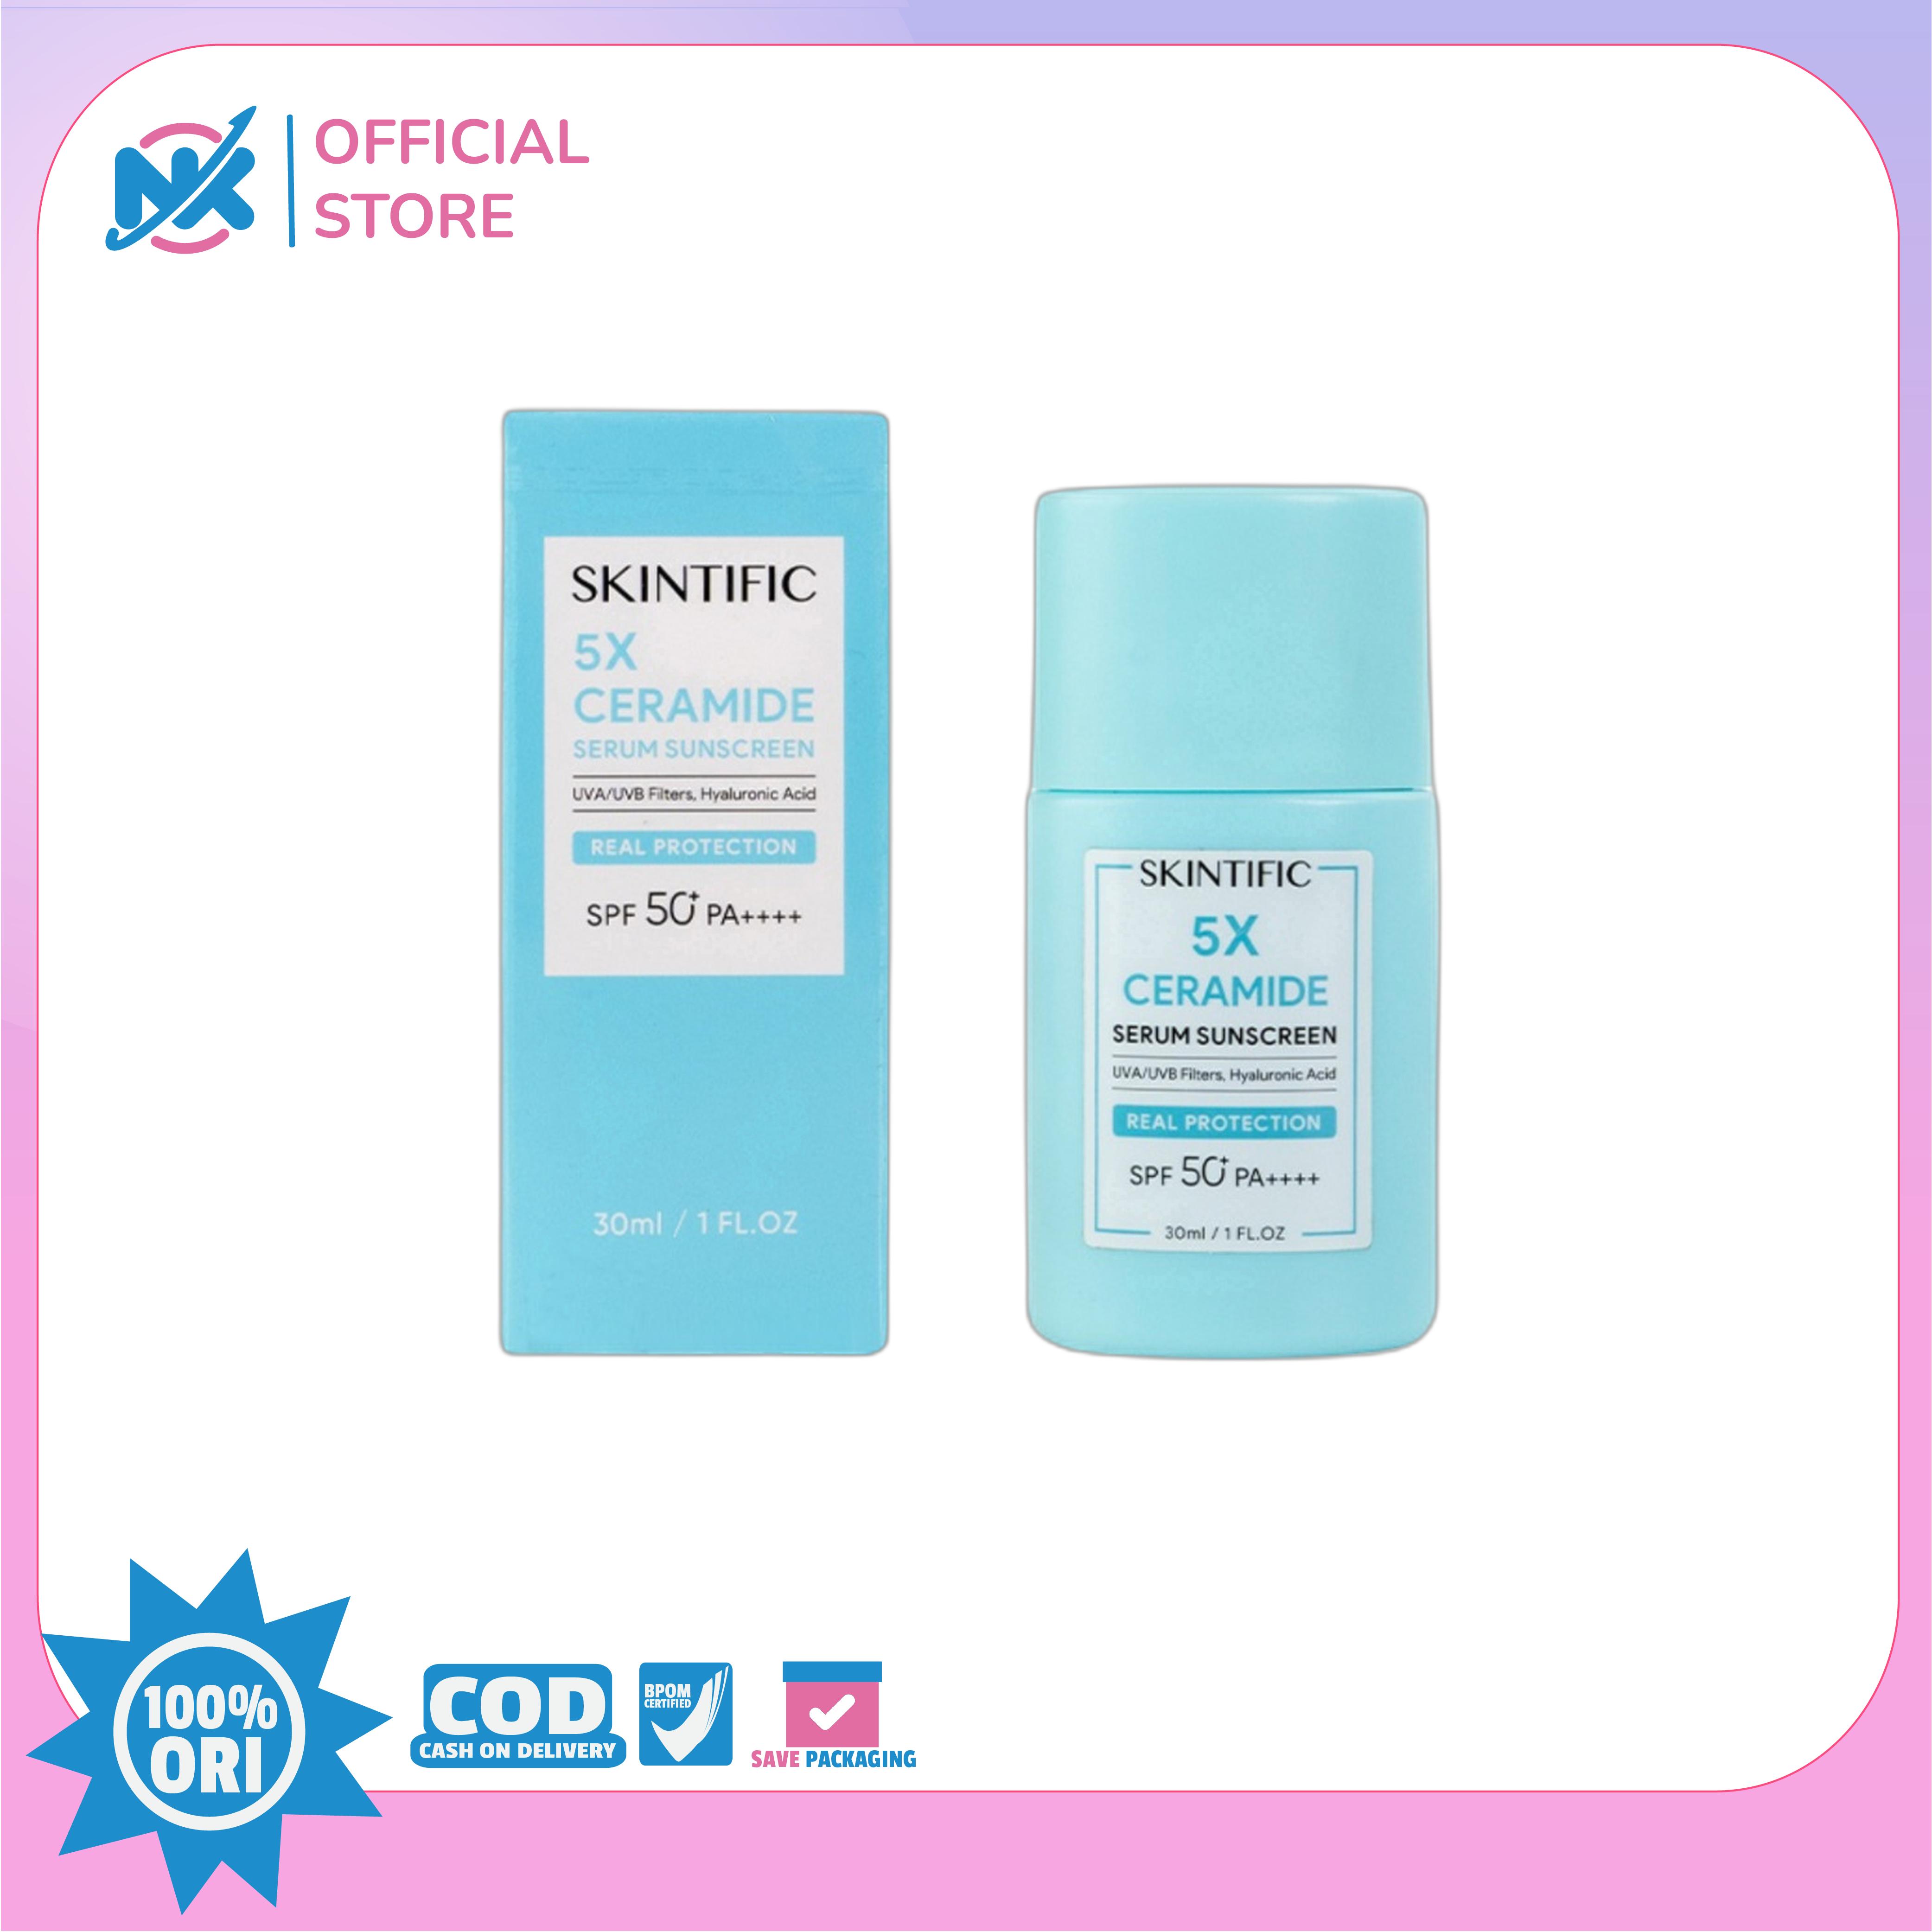 NK
OFFICIAL
STORE
SKINTIFIC
5X
CERAMIDE
SERUM SUNSCREEN
UVA/UVB Filters, Hyaluronic Acid
REAL PROTECTION
SPF 50+ PA++++
30ml / 1 FL.OZ
SKINTIFIC
5X
CERAMIDE
SERUM SUNSCREEN
UVA/UVB Filters, Hyaluronic Acid
REAL PROTECTION
SPF 50+ PA++++
30ml / 1 FL.OZ
100%
ORI
COD
CASH ON DELIVERY
BPOM
CERTIFIED
SAVE PACKAGING